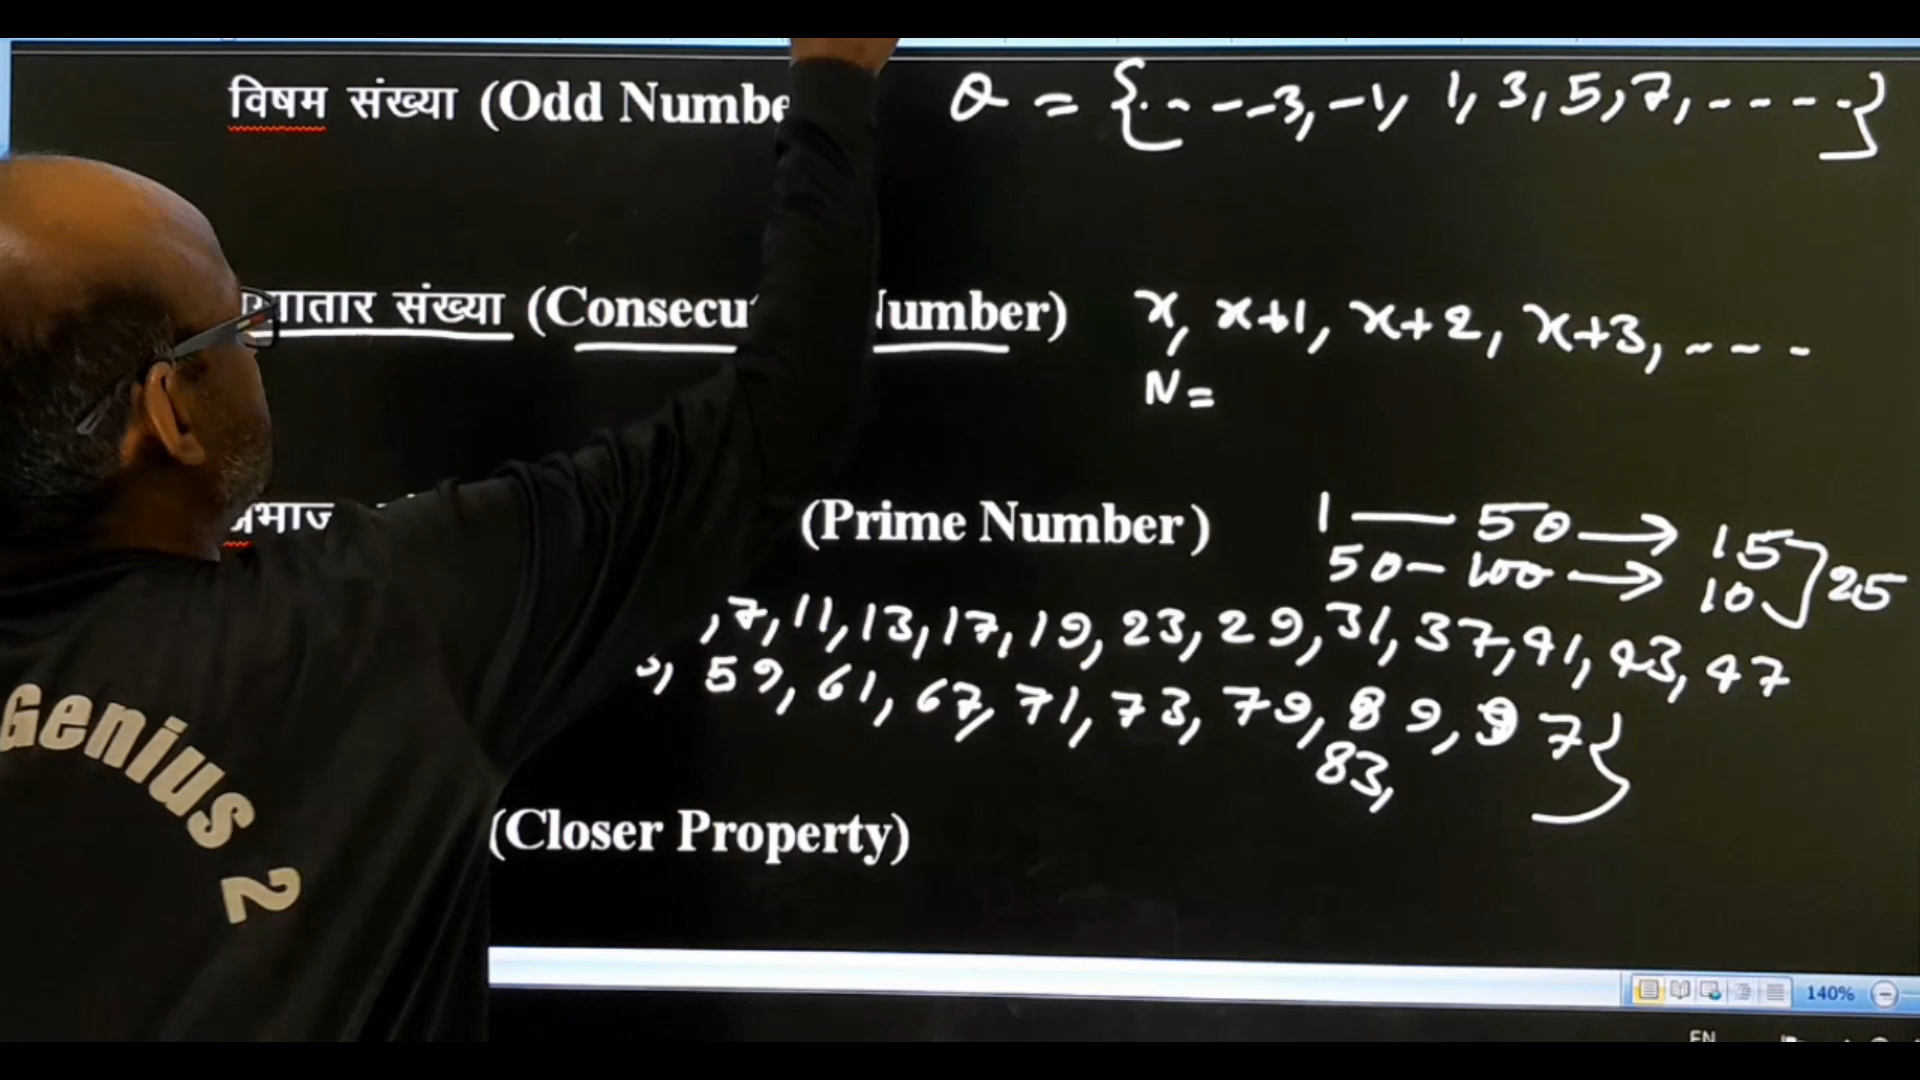 विषम संख्या (Odd Numbe O = { . - - - -3, -1, 1, 3, 5, 7, - - - - . }
संख्या (Consecu umber) x, x+1, x+2, x+3, - - -
N =
(Prime Number) 1 — 50 → 15
50 - 100 → 10 } 25
, 7, 11, 13, 17, 19, 23, 29, 31, 37, 41, 43, 47
, 59, 61, 67, 71, 73, 79, 89, 97 }
83,
(Closer Property)
Genius 2
140%
EN